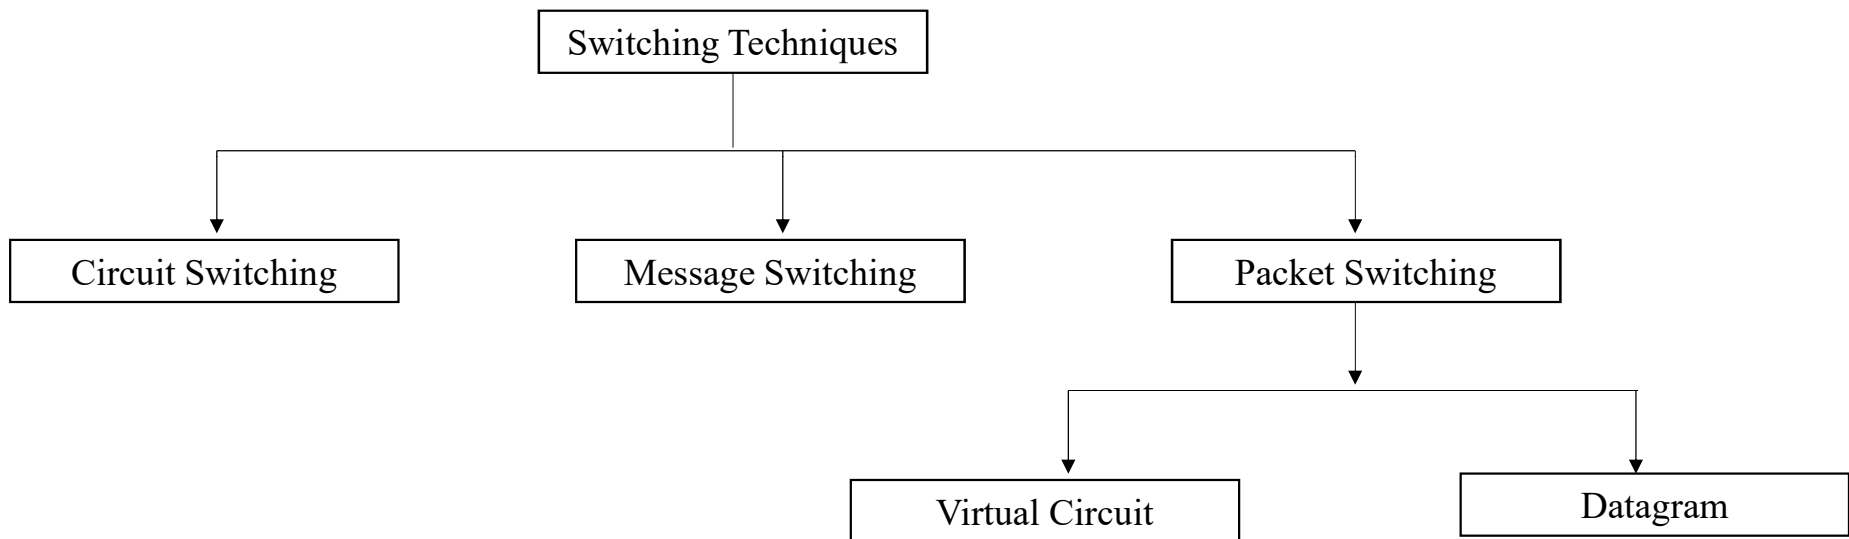 Switching Techniques
Circuit Switching
Message Switching
Packet Switching
Virtual Circuit
Datagram